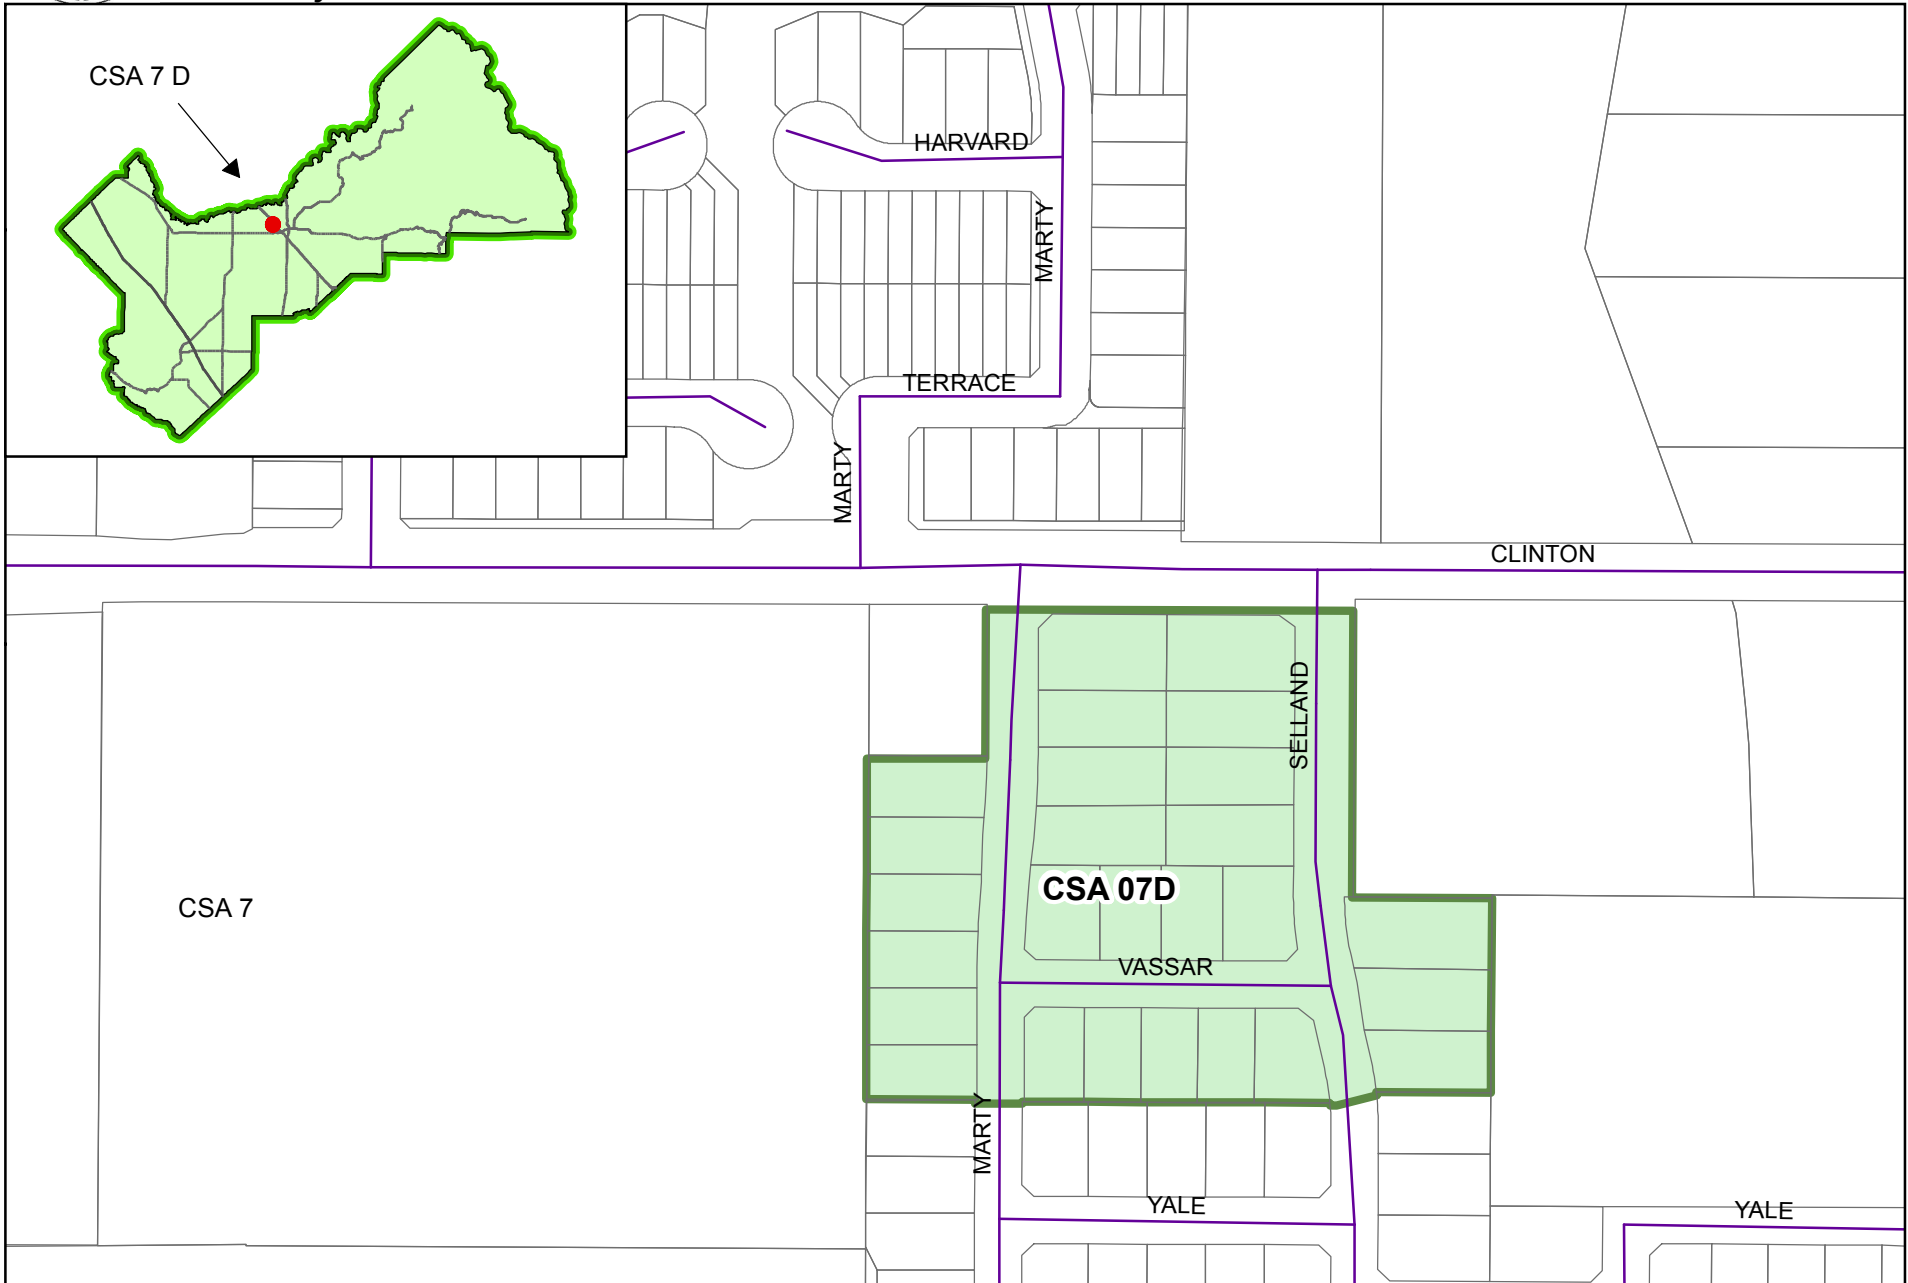 CSA 7 D
HARVARD
MARTY
TERRACE
MARTY
CLINTON
SELLAND
CSA 07D
CSA 7
VASSAR
MARTY
YALE
YALE